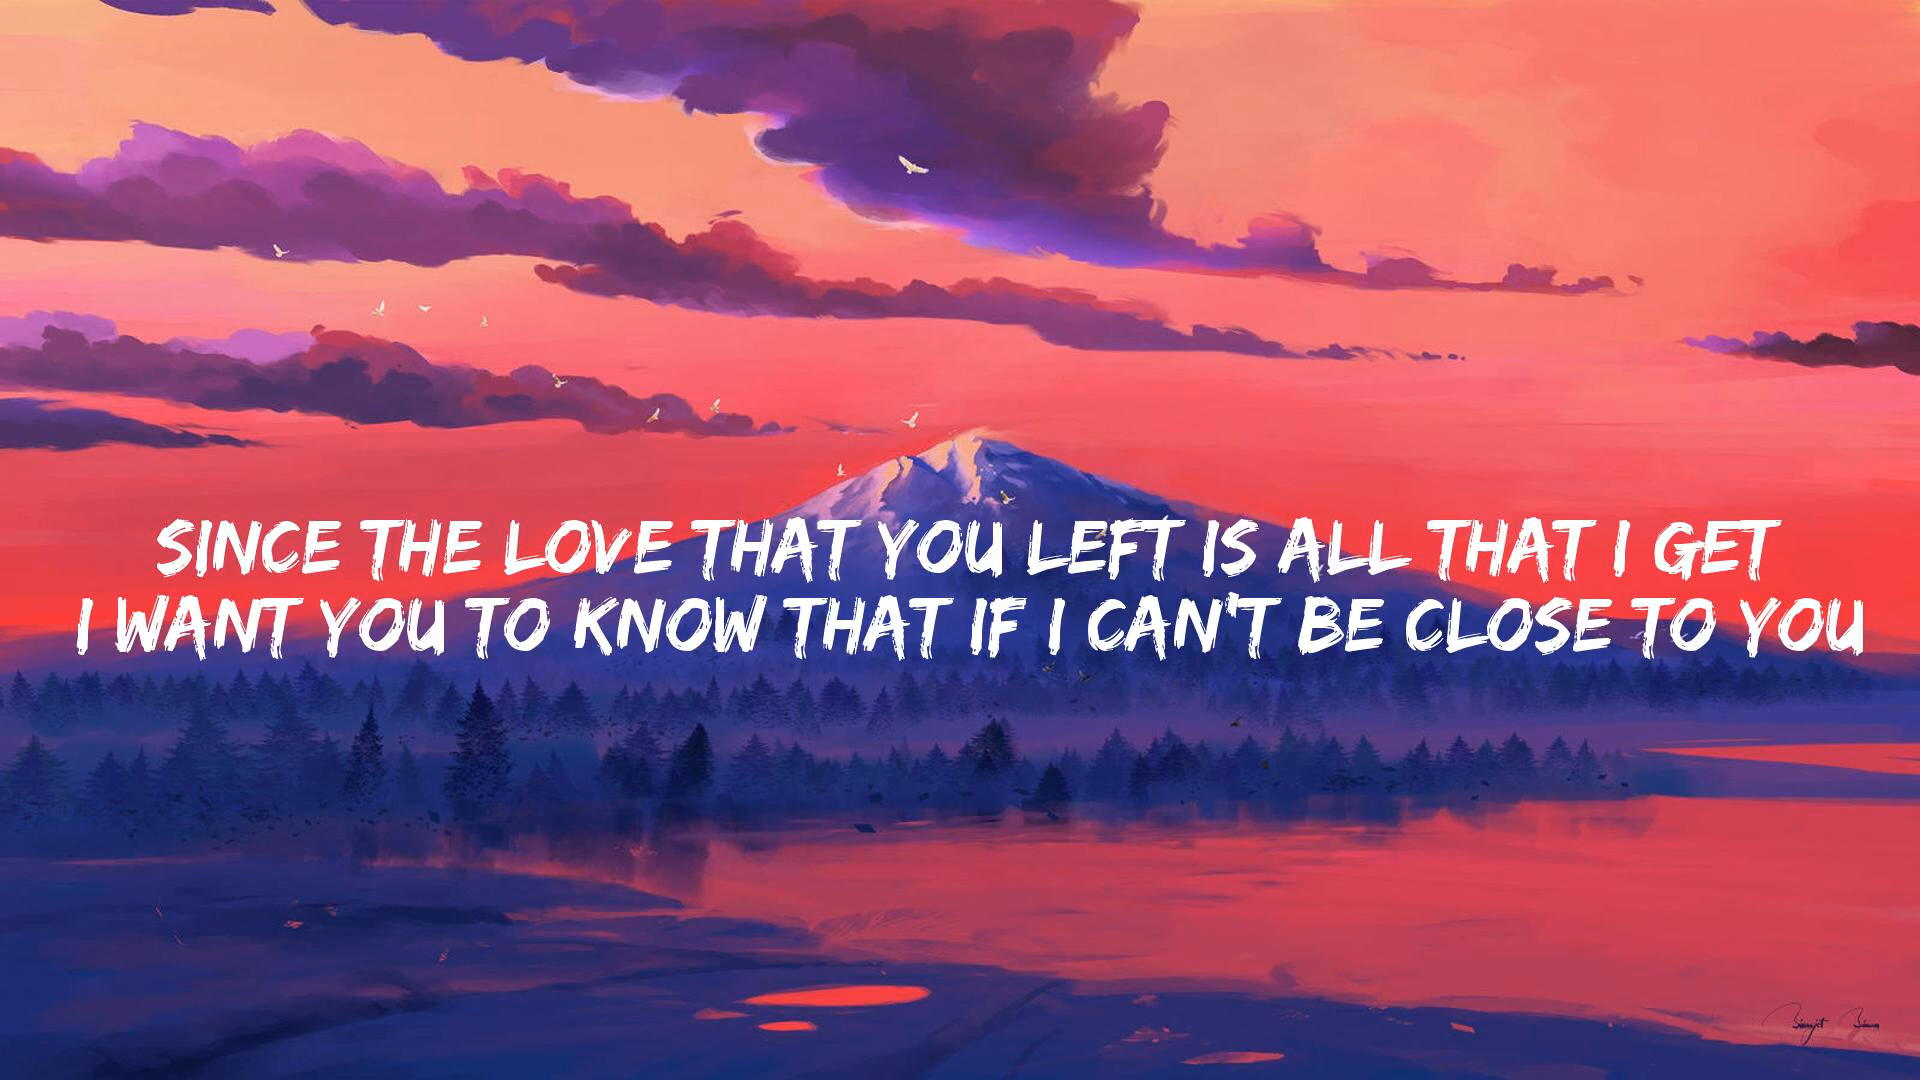 SINCE THE LOVE THAT YOU LEFT IS ALL THAT I GET
I WANT YOU TO KNOW THAT IF I CAN'T BE CLOSE TO YOU